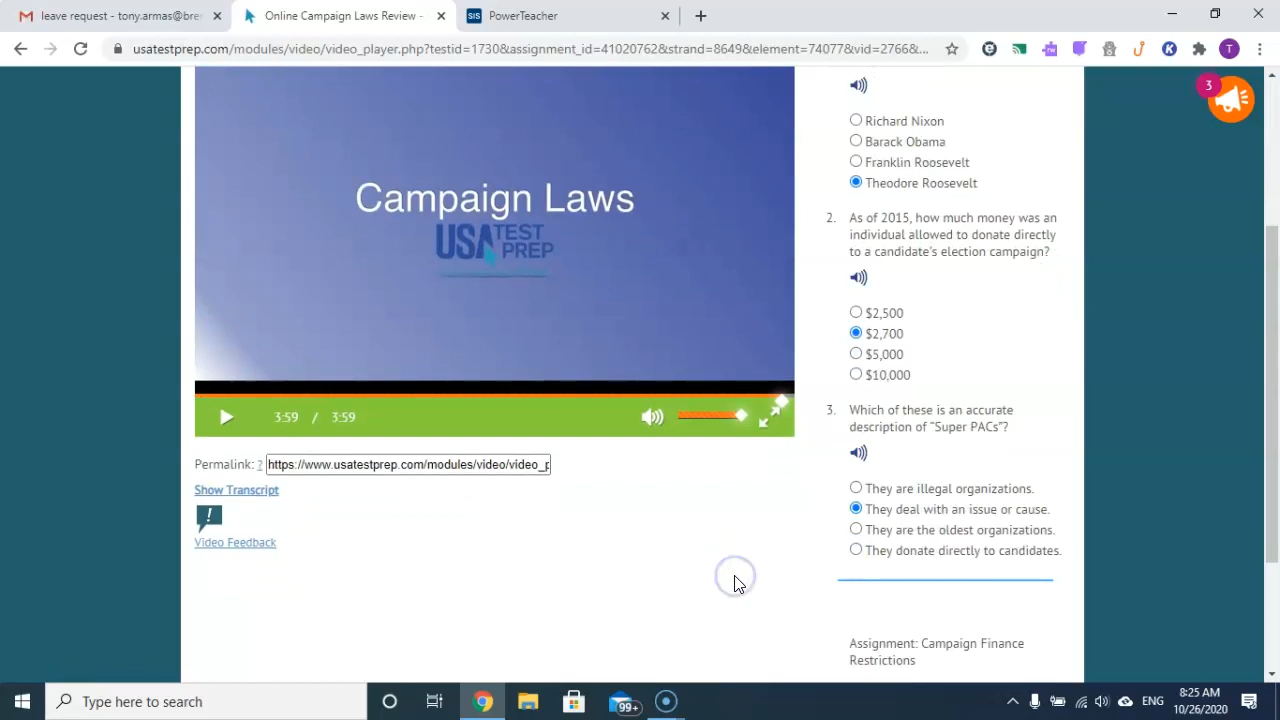 leave request - tony.armas@bre
Online Campaign Laws Review -
SIS
PowerTeacher
usatestprep.com/modules/video/video_player.php?testid=1730&assignment_id=41020762&strand=8649&element=74077&vid=2766&...
T
3
Campaign Laws
USA TEST PREP
3:59 / 3:59
Permalink: ? https://www.usatestprep.com/modules/video/video_p
Show Transcript
!
Video Feedback
Richard Nixon
Barack Obama
Franklin Roosevelt
Theodore Roosevelt
2. As of 2015, how much money was an
individual allowed to donate directly
to a candidate's election campaign?
$2,500
$2,700
$5,000
$10,000
3. Which of these is an accurate
description of “Super PACs”?
They are illegal organizations.
They deal with an issue or cause.
They are the oldest organizations.
They donate directly to candidates.
Assignment: Campaign Finance
Restrictions
Type here to search
99+
ENG
8:25 AM
10/26/2020